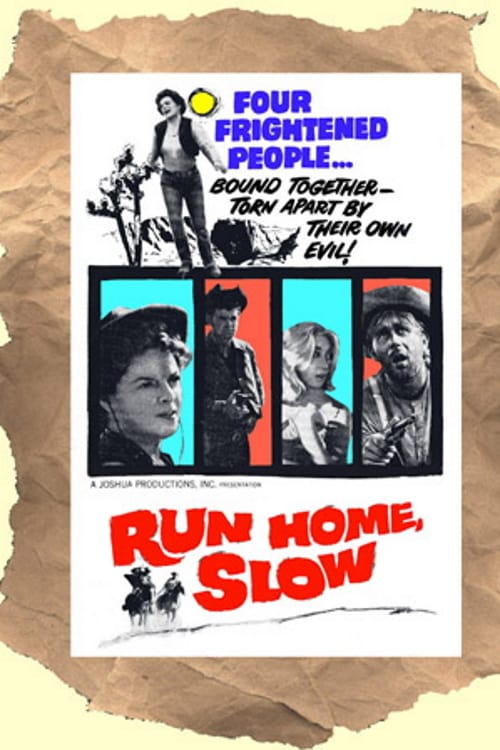 FOUR
FRIGHTENED
PEOPLE...
BOUND TOGETHER—
TORN APART BY
THEIR OWN
EVIL!
A JOSHUA PRODUCTIONS, INC. PRESENTATION
RUN HOME,
SLOW